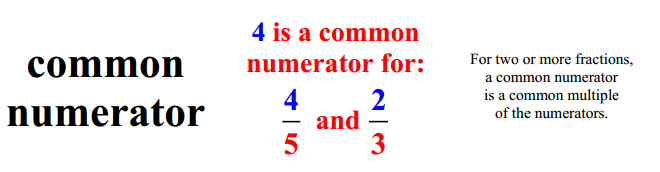 common
numerator
4 is a common
numerator for:
4/5 and 2/3
For two or more fractions,
a common numerator
is a common multiple
of the numerators.